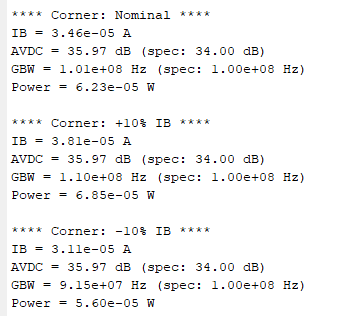 **** Corner: Nominal ****
IB = 3.46e-05 A
AVDC = 35.97 dB (spec: 34.00 dB)
GBW = 1.01e+08 Hz (spec: 1.00e+08 Hz)
Power = 6.23e-05 W
**** Corner: +10% IB ****
IB = 3.81e-05 A
AVDC = 35.97 dB (spec: 34.00 dB)
GBW = 1.10e+08 Hz (spec: 1.00e+08 Hz)
Power = 6.85e-05 W
**** Corner: -10% IB ****
IB = 3.11e-05 A
AVDC = 35.97 dB (spec: 34.00 dB)
GBW = 9.15e+07 Hz (spec: 1.00e+08 Hz)
Power = 5.60e-05 W